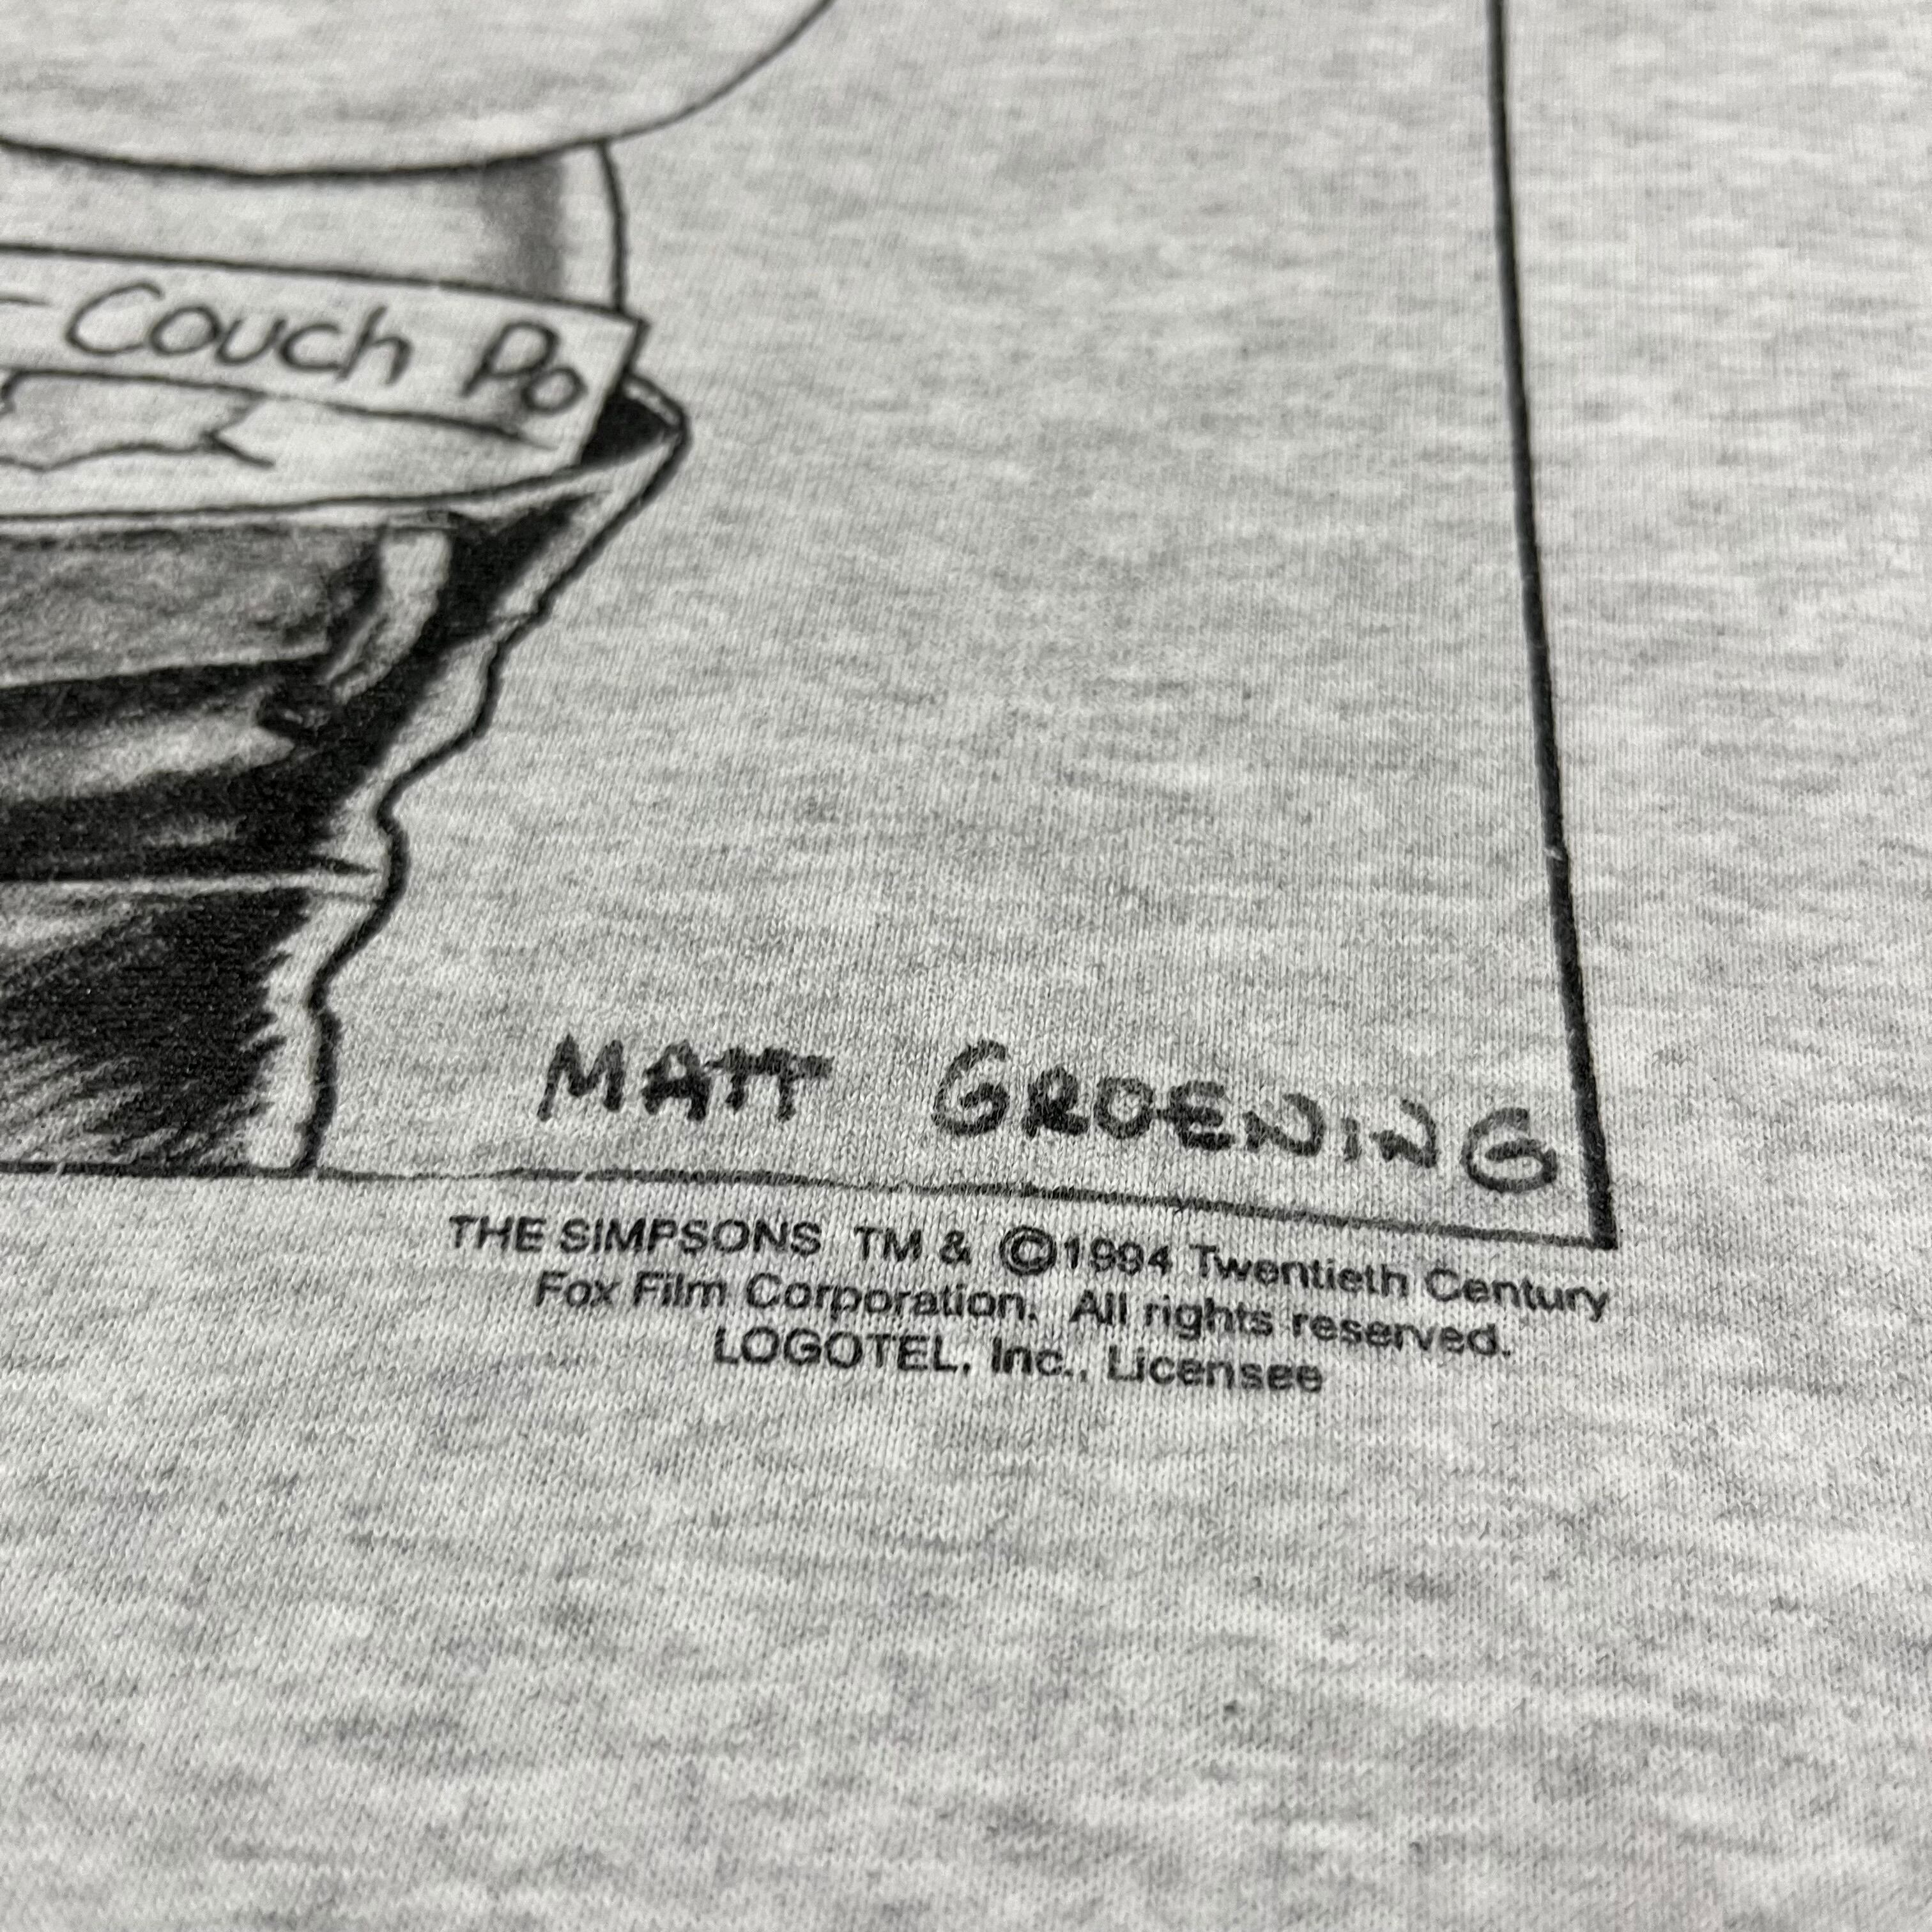 - Couch Po
MATT GROENING
THE SIMPSONS TM & ©1994 Twentieth Century
Fox Film Corporation. All rights reserved.
LOGOTEL, Inc., Licensee